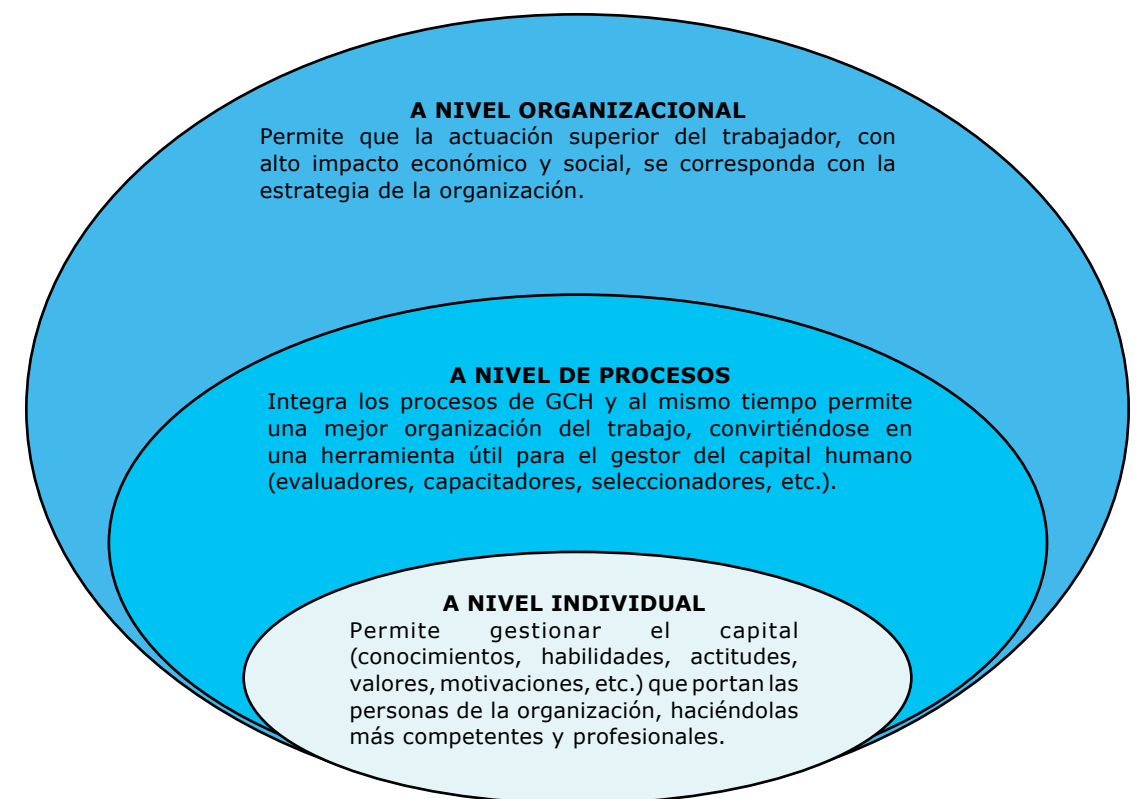 A NIVEL ORGANIZACIONAL
Permite que la actuación superior del trabajador, con
alto impacto económico y social, se corresponda con la
estrategia de la organización.
A NIVEL DE PROCESOS
Integra los procesos de GCH y al mismo tiempo permite
una mejor organización del trabajo, convirtiéndose en
una herramienta útil para el gestor del capital humano
(evaluadores, capacitadores, seleccionadores, etc.).
A NIVEL INDIVIDUAL
Permite gestionar el capital
(conocimientos, habilidades, actitudes,
valores, motivaciones, etc.) que portan las
personas de la organización, haciéndolas
más competentes y profesionales.